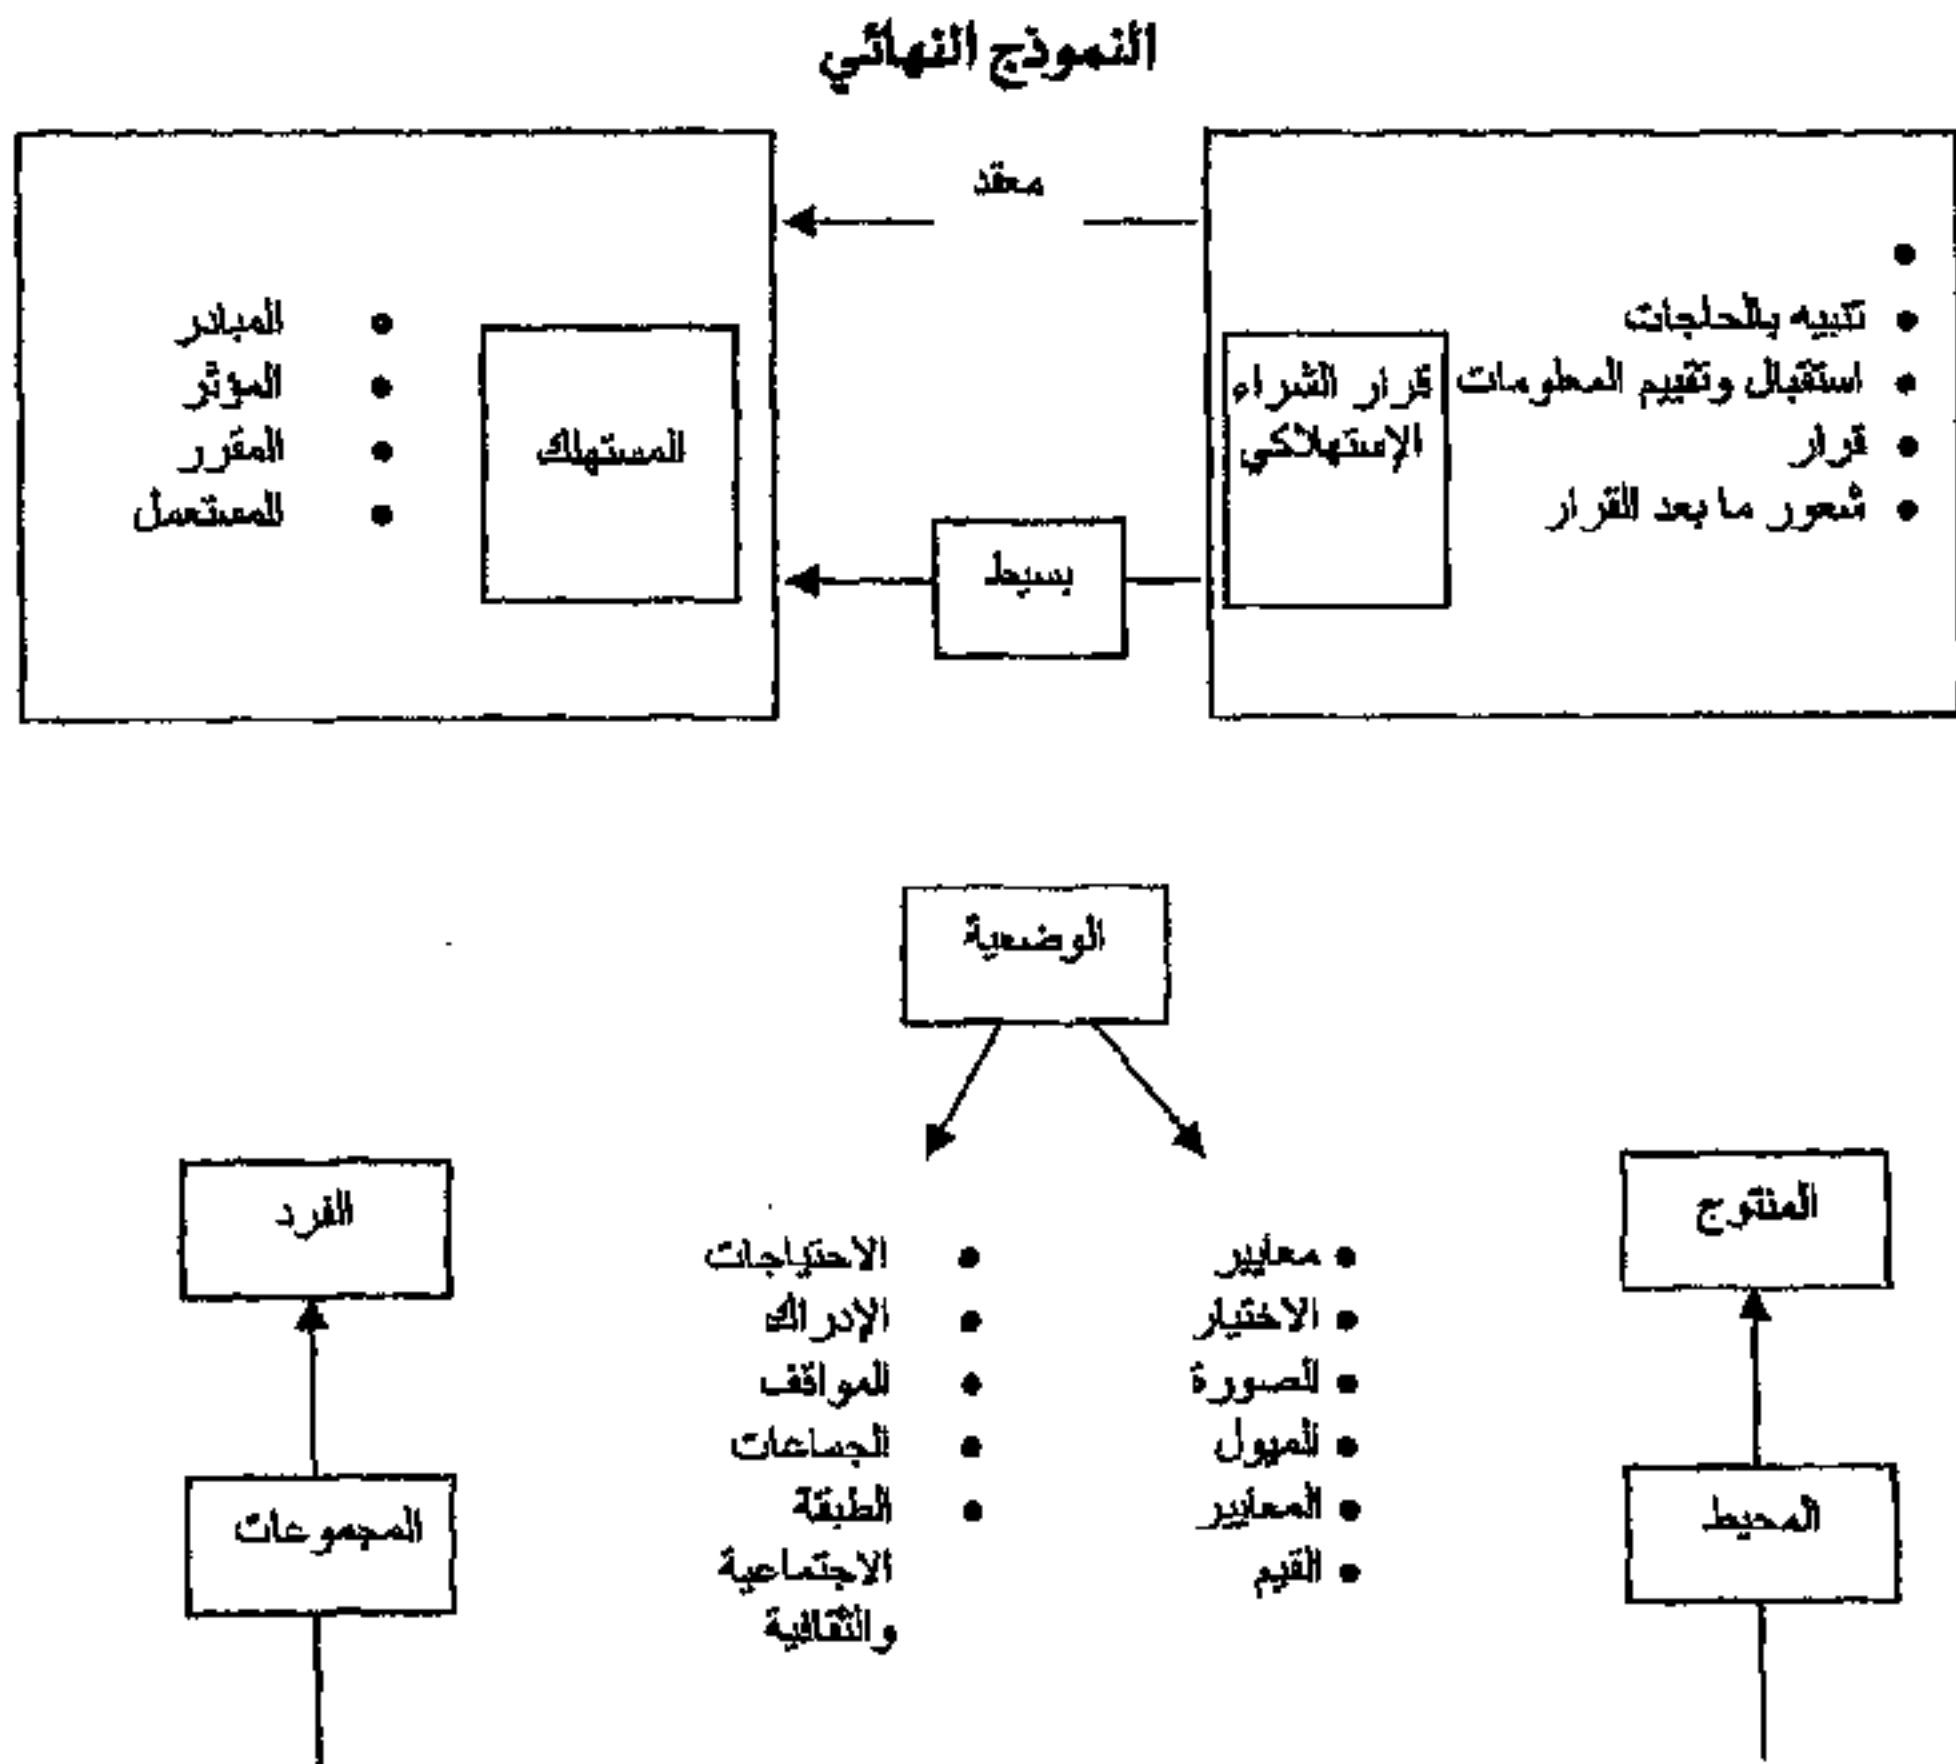 النموذج النهائي
معقد
•
• تنبيه بالحاجات
• استقبال وتقييم المعلومات
• قرار
• شعور ما بعد القرار
قرار الشراء
الإستهلاكي
بسيط
المستهلك
• المبادر
• المؤثر
• المقرر
• المستعمل
الوضعية
المنتوج
المحيط
• معايير
• الاختيار
• الصورة
• الميول
• المعايير
• القيم
• الاحتياجات
• الإدراك
• المواقف
• الجماعات
• الطبقة
الاجتماعية
والثقافية
الفرد
المجموعات